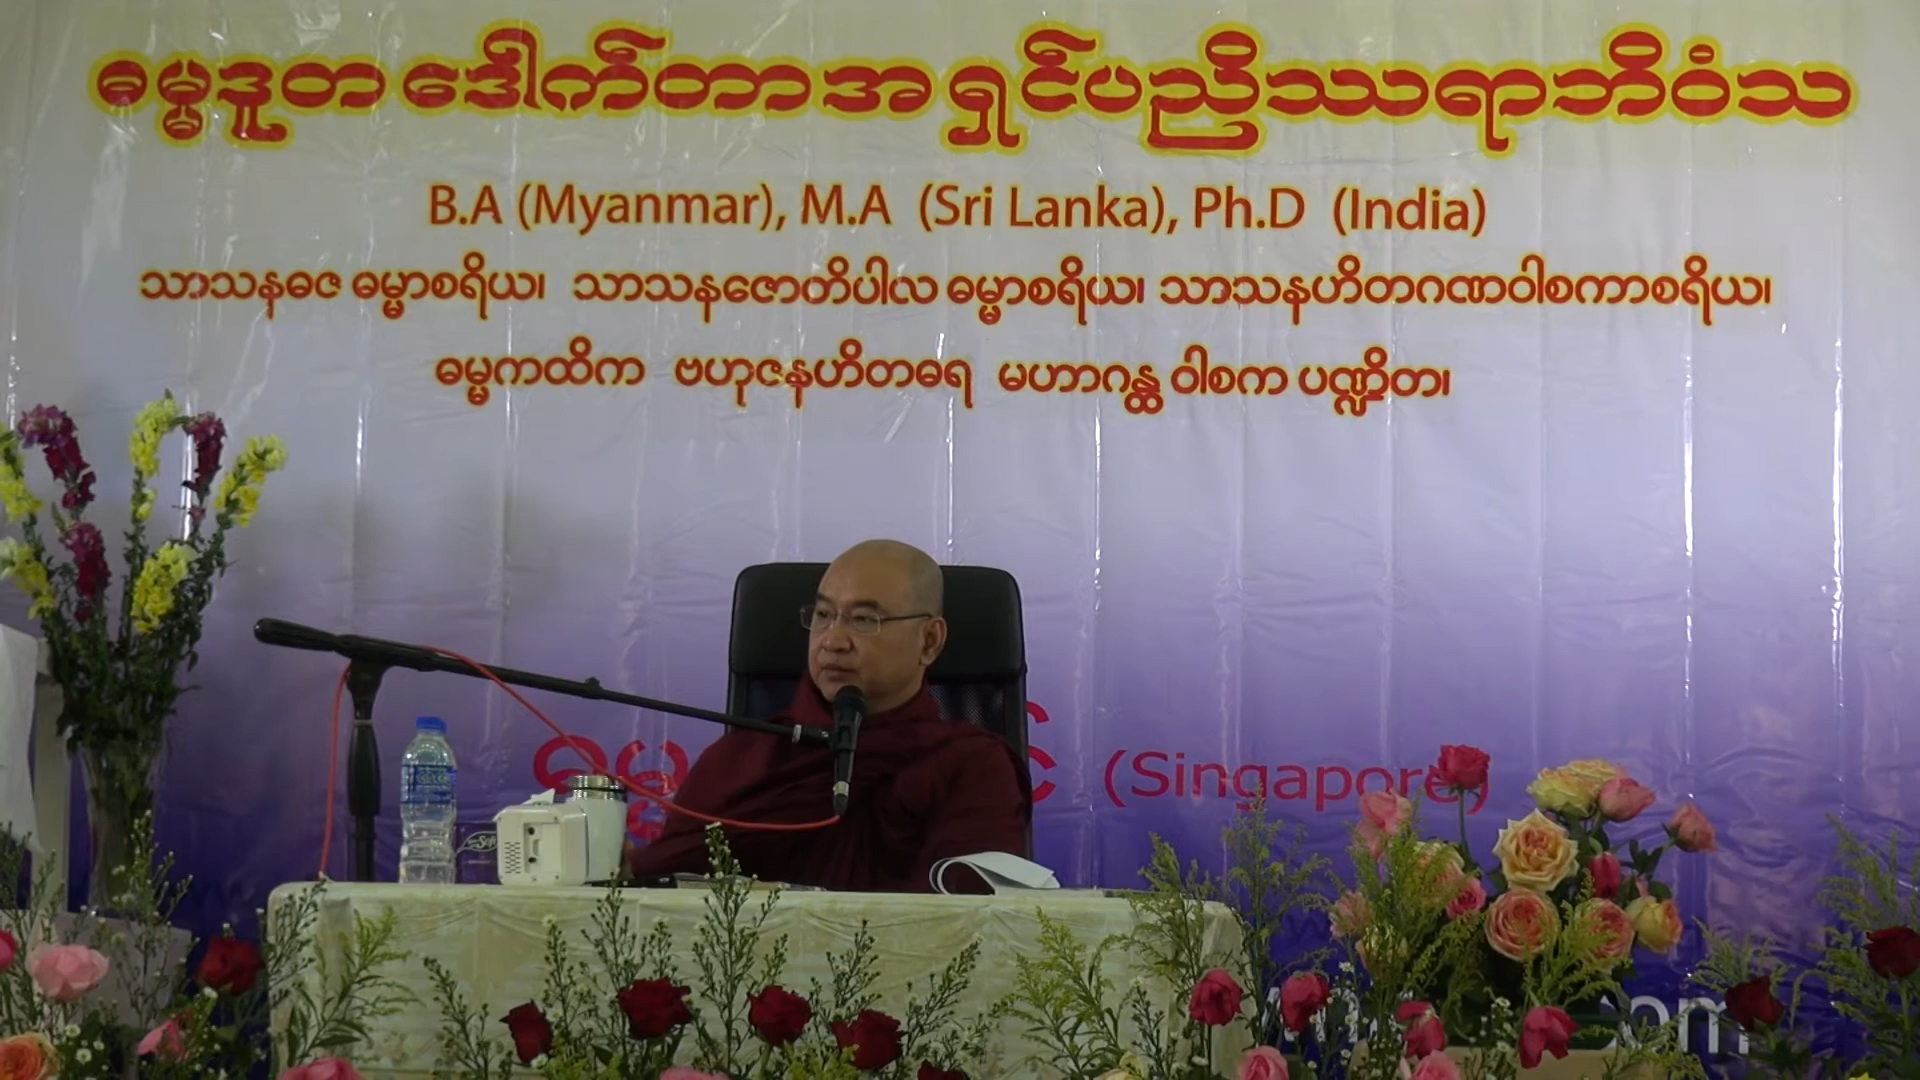 ဓမ္မဒူတ ဒေါက်တာအရှင်ပညိဿရာဘိဝံသ
B.A (Myanmar), M.A (Sri Lanka), Ph.D (India)
သာသနဓဇ ဓမ္မာစရိယ၊ သာသနဇောတိပါလ ဓမ္မာစရိယ၊ သာသနဟိတဂဏဝါစကာစရိယ၊
ဓမ္မကထိက ဗဟုဇနဟိတဓရ မဟာဂန္ထ ဝါစက ပဏ္ဍိတ၊
(Singapore)